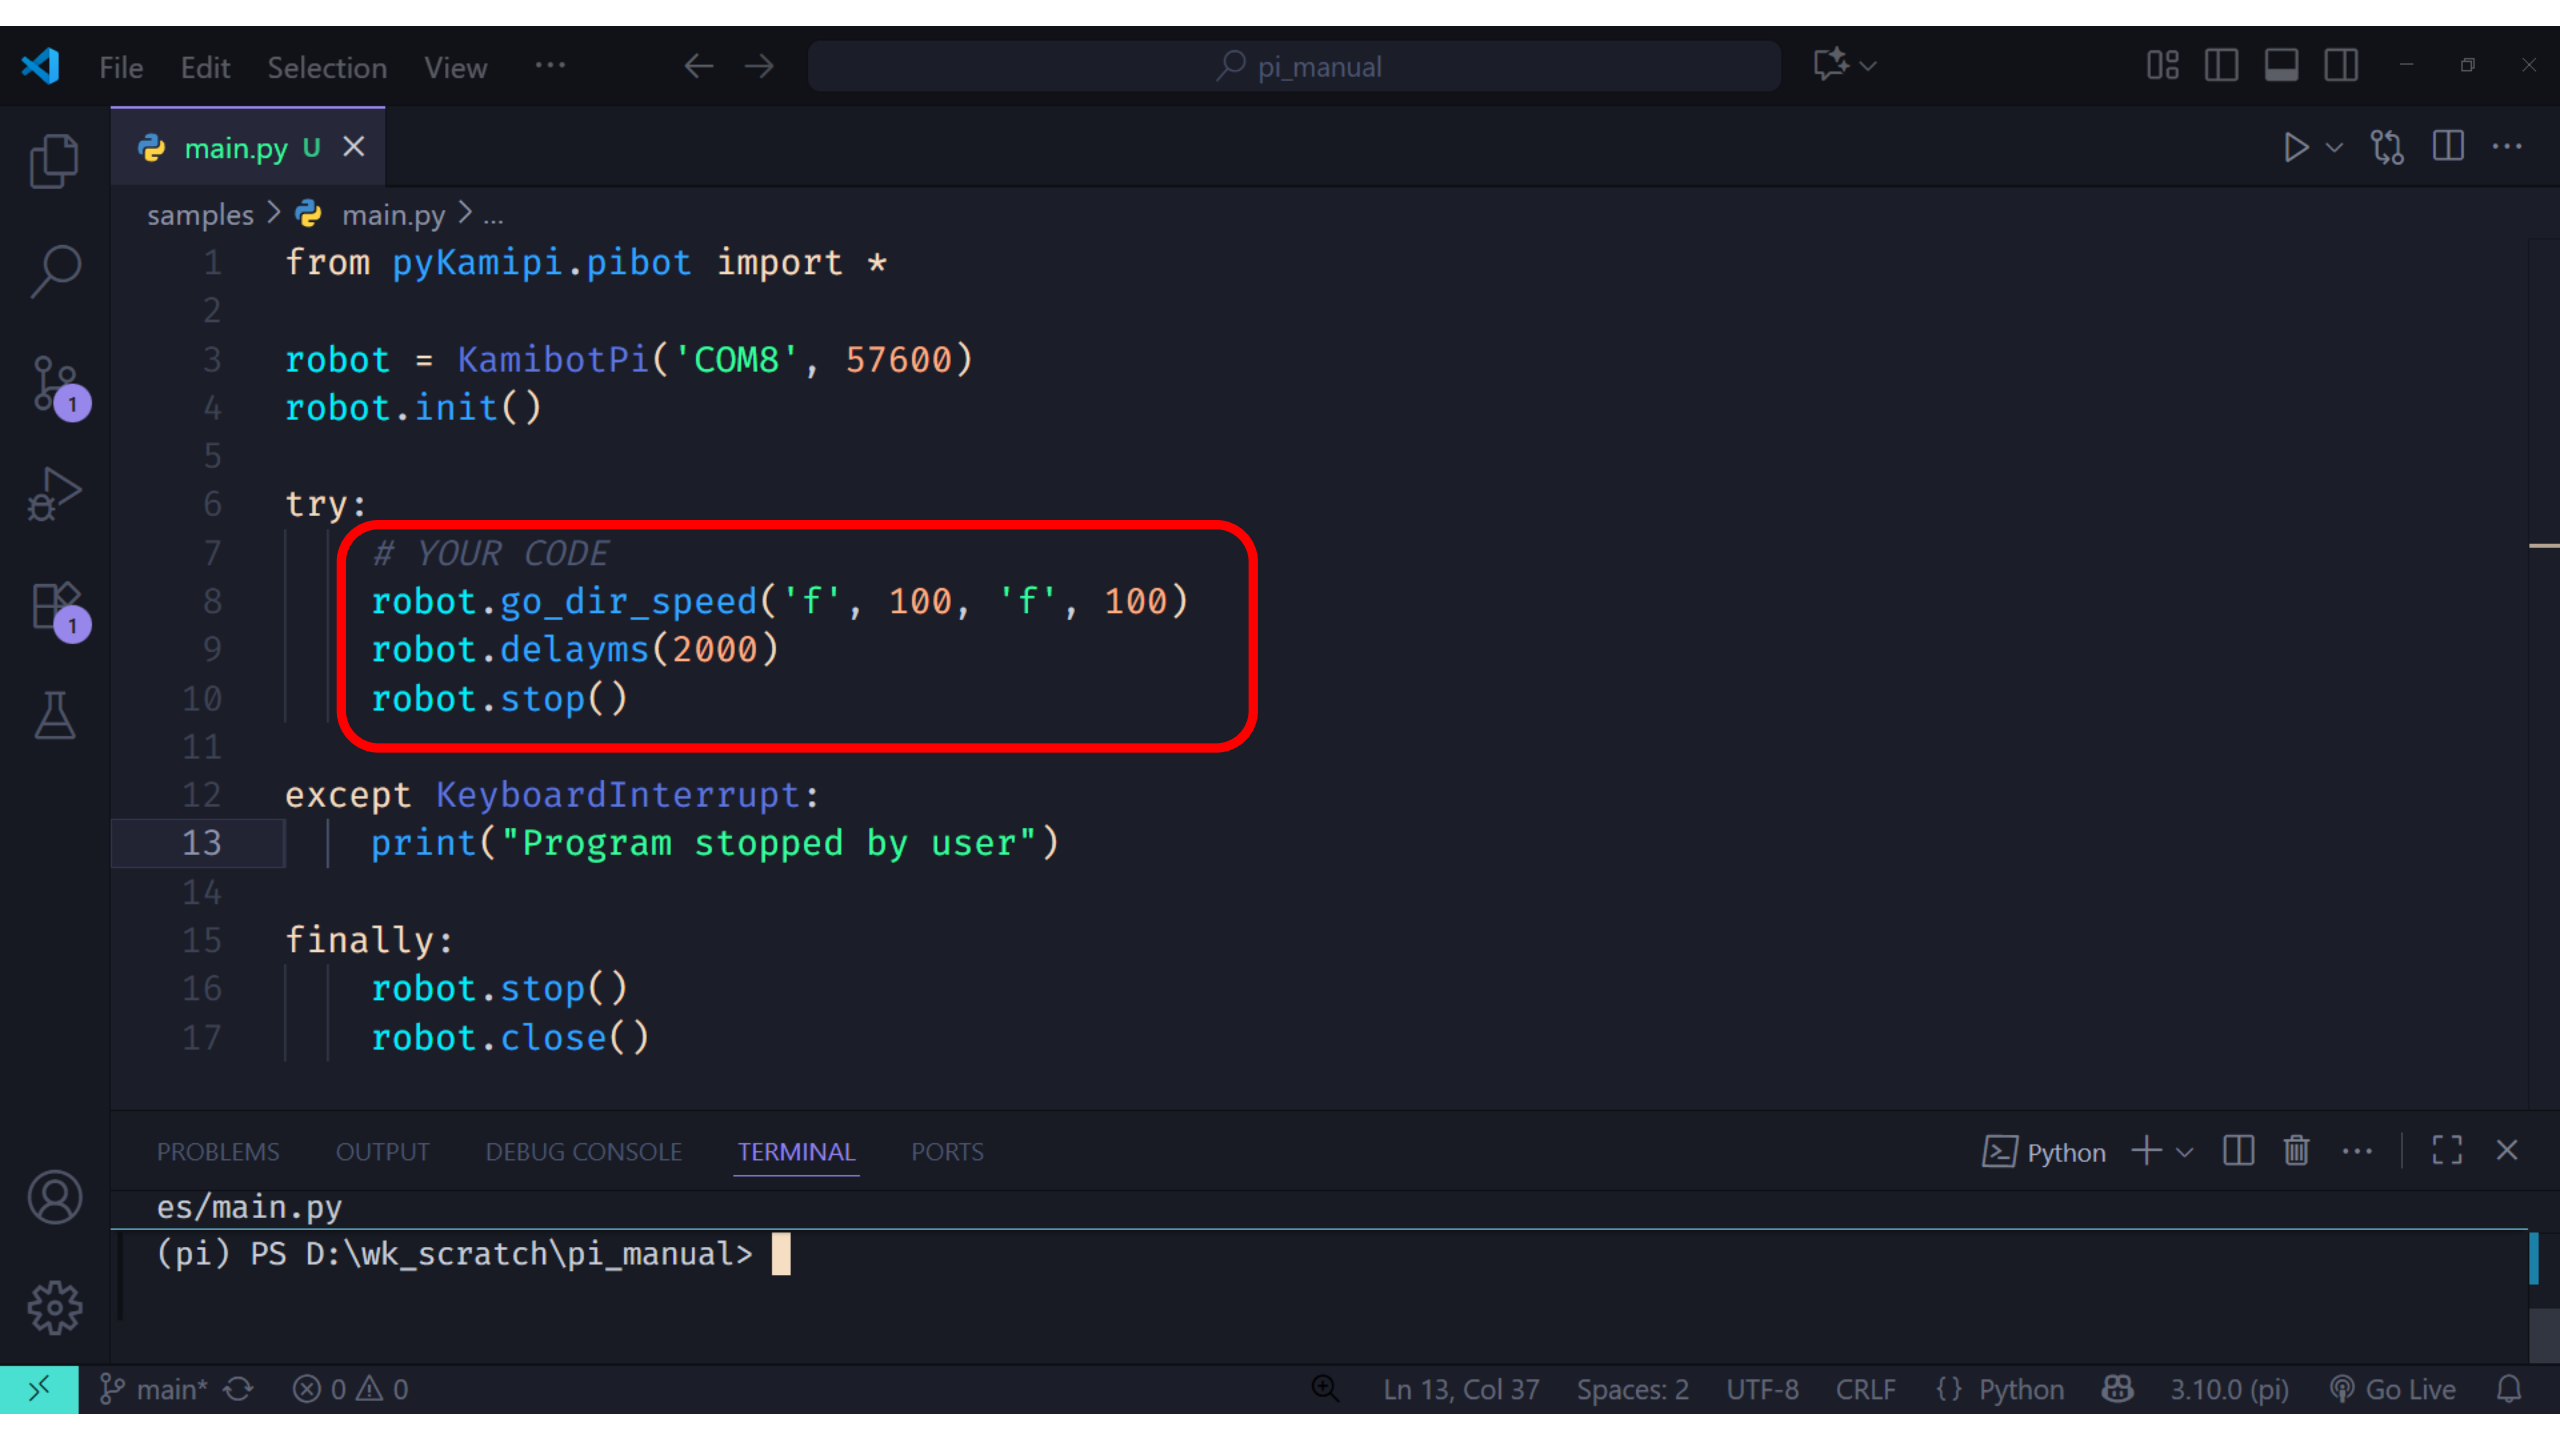 File Edit Selection View ··· pi_manual
main.py U
samples > main.py > ...
1 from pyKamipi.pibot import *
2
3 robot = KamibotPi('COM8', 57600)
4 robot.init()
5
6 try:
7 # YOUR CODE
8 robot.go_dir_speed('f', 100, 'f', 100)
9 robot.delayms(2000)
10 robot.stop()
11
12 except KeyboardInterrupt:
13 print("Program stopped by user")
14
15 finally:
16 robot.stop()
17 robot.close()
1
1
PROBLEMS OUTPUT DEBUG CONSOLE TERMINAL PORTS Python
es/main.py
(pi) PS D:\wk_scratch\pi_manual>
main* 0 0 Ln 13, Col 37 Spaces: 2 UTF-8 CRLF {} Python 3.10.0 (pi) Go Live